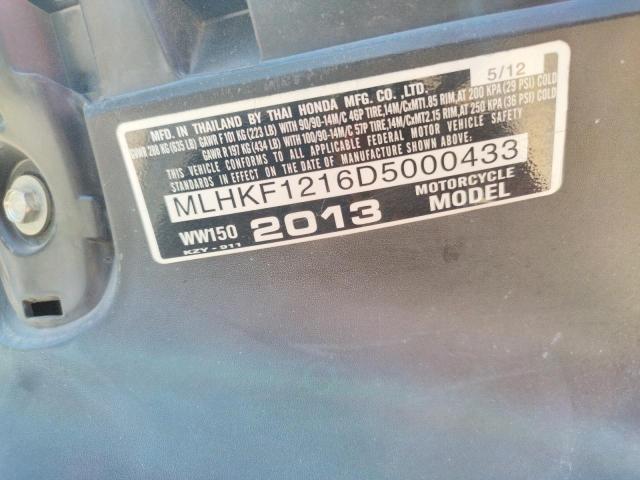 MFD. IN THAILAND BY THAI HONDA MFG. CO. ,LTD. 5/12
GVWR 288 KG (635 LB) GAWR F 101 KG (223 LB) WITH 90/90-14M/C 46P TIRE,14M/CxMT1.85 RIM,AT 200 KPA (29 PSI) COLD
GAWR R 197 KG (434 LB) WITH 100/90-14M/C 57P TIRE,14M/CxMT2.15 RIM,AT 250 KPA (36 PSI) COLD
THIS VEHICLE CONFORMS TO ALL APPLICABLE FEDERAL MOTOR VEHICLE SAFETY
STANDARDS IN EFFECT ON THE DATE OF MANUFACTURE SHOWN ABOVE.
MLHKF1216D5000433
WW150 2013 MOTORCYCLE MODEL
KZY - 911